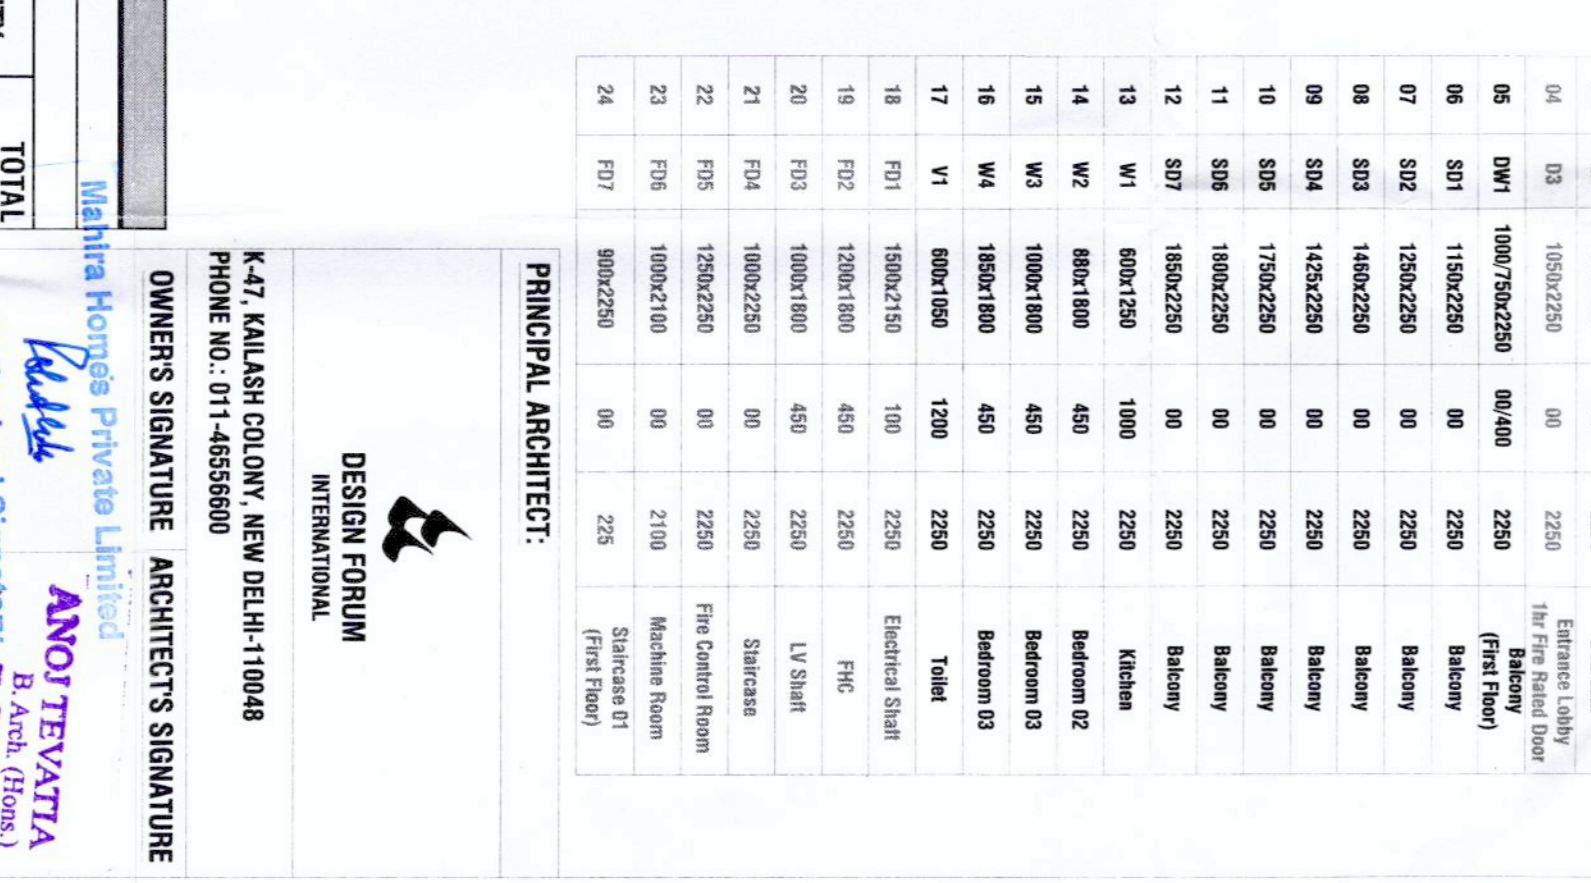 04 D3 1050x2250 00 2250 Entrance Lobby
1hr Fire Rated Door
05 DW1 1000/750x2250 00/400 2250 Balcony
(First Floor)
06 SD1 1150x2250 00 2250 Balcony
07 SD2 1250x2250 00 2250 Balcony
08 SD3 1460x2250 00 2250 Balcony
09 SD4 1425x2250 00 2250 Balcony
10 SD5 1750x2250 00 2250 Balcony
11 SD6 1800x2250 00 2250 Balcony
12 SD7 1850x2250 00 2250 Balcony
13 W1 600x1250 1000 2250 Kitchen
14 W2 880x1800 450 2250 Bedroom 02
15 W3 1000x1800 450 2250 Bedroom 03
16 W4 1850x1800 450 2250 Bedroom 03
17 V1 600x1050 1200 2250 Toilet
18 FD1 1500x2150 100 2250 Electrical Shaft
19 FD2 1200x1800 450 2250 FHC
20 FD3 1000x1800 450 2250 LV Shaft
21 FD4 1000x2250 00 2250 Staircase
22 FD5 1250x2250 00 2250 Fire Control Room
23 FD6 1000x2100 00 2100 Machine Room
24 FD7 900x2250 00 225 Staircase 01
(First Floor)
PRINCIPAL ARCHITECT:
DESIGN FORUM
INTERNATIONAL
K-47, KAILASH COLONY, NEW DELHI-110048
PHONE NO.: 011-46556600
OWNER'S SIGNATURE ARCHITECT'S SIGNATURE
Mahira Homes Private Limited
ANOJ TEVATIA
B. Arch. (Hons.)
TOTAL